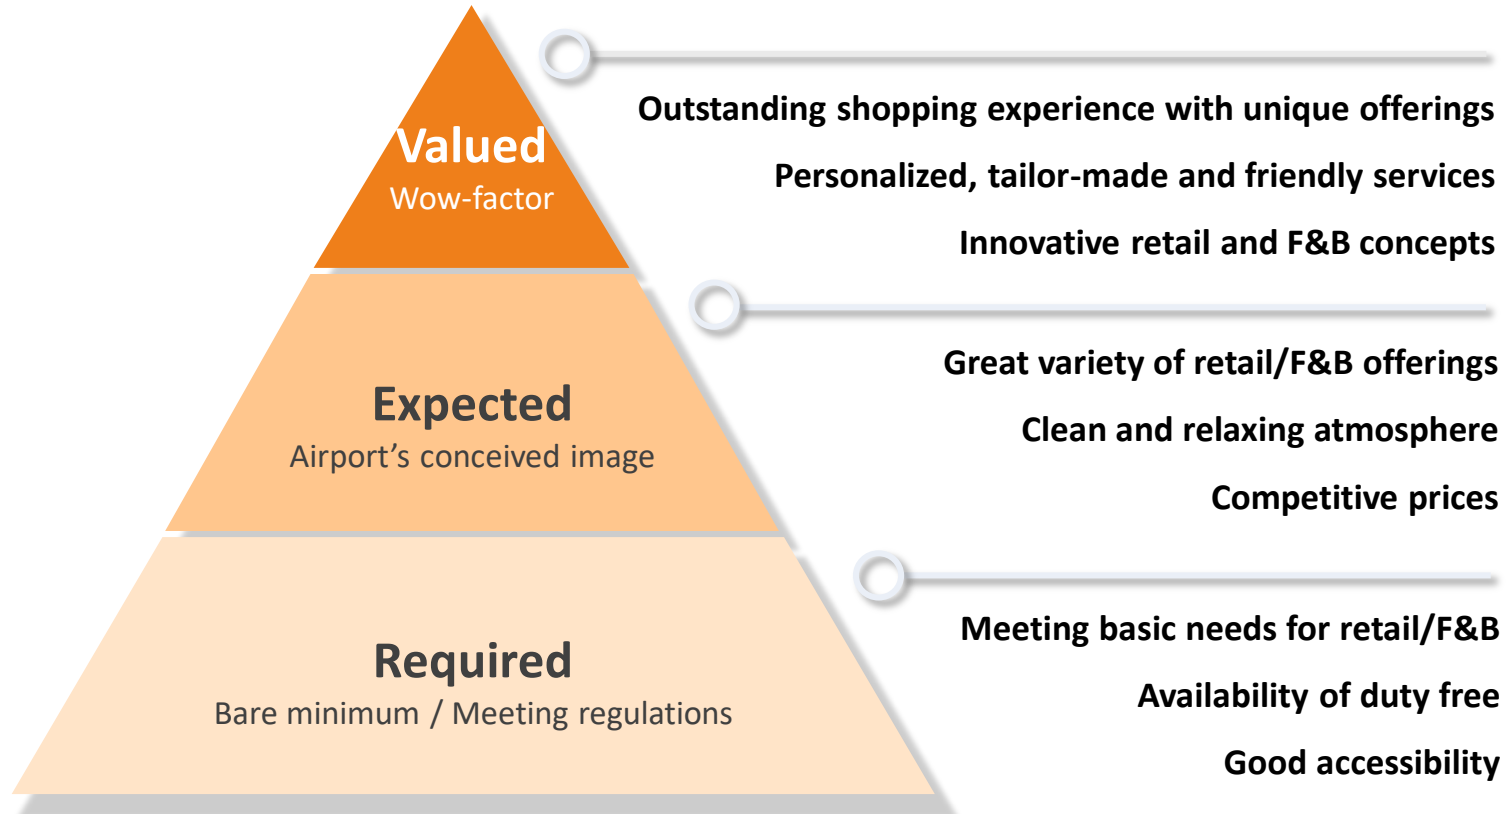 Valued
Wow-factor
Outstanding shopping experience with unique offerings
Personalized, tailor-made and friendly services
Innovative retail and F&B concepts
Expected
Airport’s conceived image
Great variety of retail/F&B offerings
Clean and relaxing atmosphere
Competitive prices
Required
Bare minimum / Meeting regulations
Meeting basic needs for retail/F&B
Availability of duty free
Good accessibility